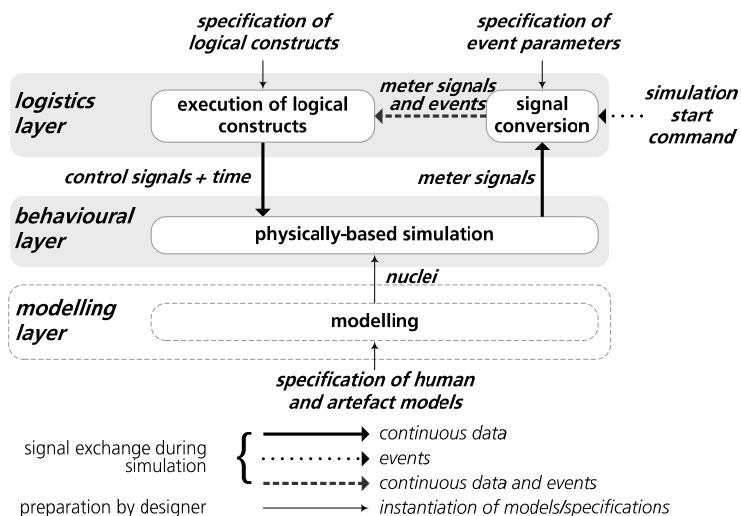 specification of
logical constructs
specification of
event parameters
logistics
layer
execution of logical
constructs
meter signals
and events
signal
conversion
simulation
start
command
control signals + time
meter signals
behavioural
layer
physically-based simulation
nuclei
modelling
layer
modelling
specification of human
and artefact models
signal exchange during
simulation
{
continuous data
events
continuous data and events
preparation by designer
instantiation of models/specifications